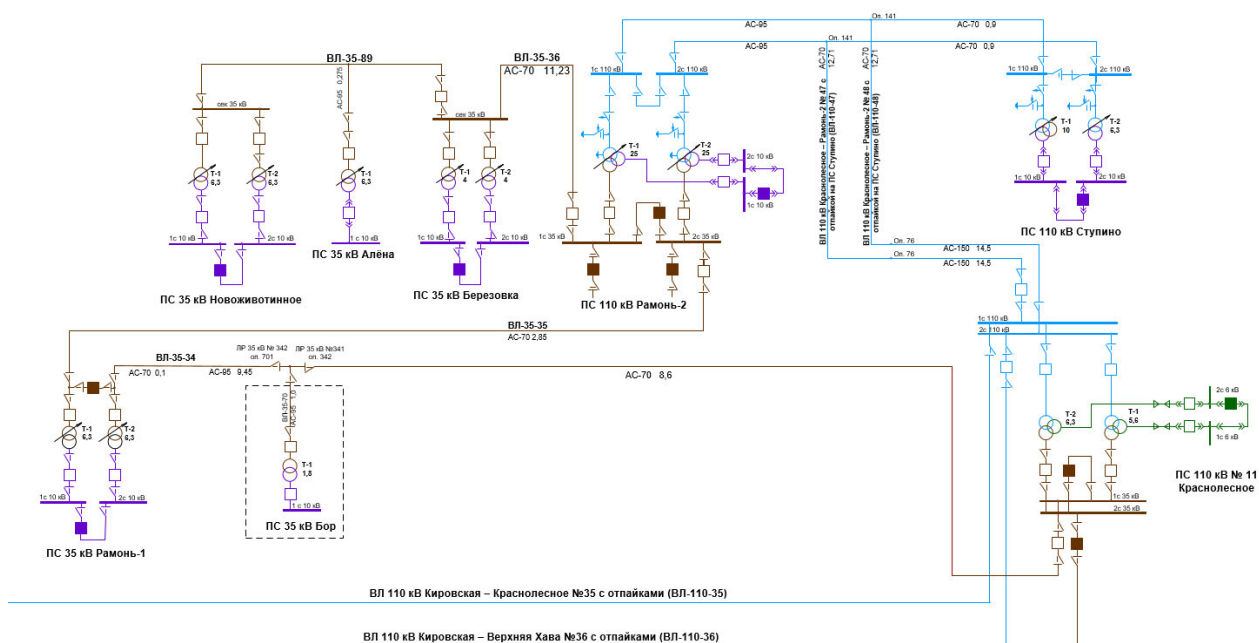 Оп. 141
АС-95
АС-70 0,9
Оп. 141
АС-95
АС-70 0,9
ВЛ-35-89
ВЛ-35-36
АС-70 11,23
АС-95 0,275
1с 110 кВ
2с 110 кВ
АС-70
12,71
АС-70
12,71
1с 110 кВ
2с 110 кВ
ВЛ 110 кВ Краснолесное – Рамонь-2 № 47 с
отпайкой на ПС Ступино (ВЛ-110-47)
ВЛ 110 кВ Краснолесное – Рамонь-2 № 48 с
отпайкой на ПС Ступино (ВЛ-110-48)
сек 35 кВ
сек 35 кВ
Т-1
6,3
Т-2
6,3
Т-1
6,3
Т-1
4
Т-2
4
Т-1
25
Т-2
25
2с 10 кВ
1с 10 кВ
Т-1
10
Т-2
6,3
1с 10 кВ
2с 10 кВ
1с 10 кВ
2с 10 кВ
1 с 10 кВ
1с 10 кВ
2с 10 кВ
1с 35 кВ
2с 35 кВ
ПС 110 кВ Ступино
ПС 35 кВ Алёна
ПС 35 кВ Новоживотинное
ПС 35 кВ Березовка
ПС 110 кВ Рамонь-2
Оп. 76
АС-150 14,5
Оп. 76
АС-150 14,5
ВЛ-35-35
АС-70 2,85
1с 110 кВ
2с 110 кВ
ВЛ-35-34
АС-70 0,1
АС-95 9,45
ЛР 35 кВ № 342
оп. 701
ЛР 35 кВ №341
оп. 342
АС-70 8,6
ВЛ-35-70
АС-95 1,0
Т-1
6,3
Т-2
6,3
Т-1
1,8
1с 10 кВ
2с 10 кВ
1 с 10 кВ
ПС 35 кВ Бор
ПС 35 кВ Рамонь-1
Т-2
6,3
Т-1
5,6
2с 6 кВ
1с 6 кВ
ПС 110 кВ № 11
Краснолесное
1с 35 кВ
2с 35 кВ
ВЛ 110 кВ Кировская – Краснолесное №35 с отпайками (ВЛ-110-35)
ВЛ 110 кВ Кировская – Верхняя Хава №36 с отпайками (ВЛ-110-36)